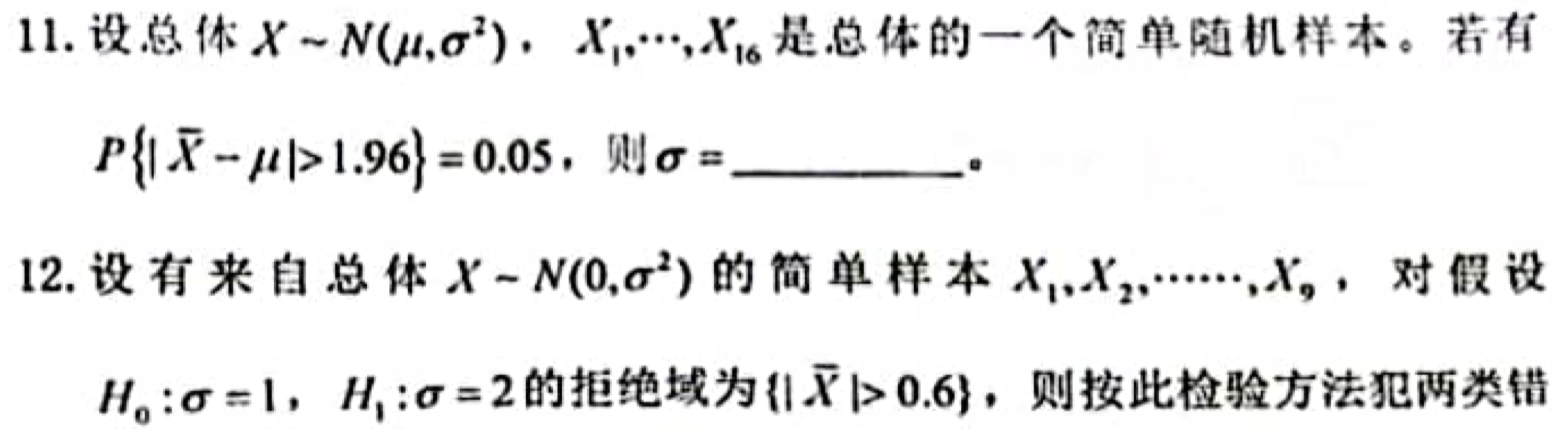 11. 设总体 X ~ N(μ,σ²)， X₁,⋯,X₁₆ 是总体的一个简单随机样本。若有
P{| X̄ − μ |> 1.96} = 0.05，则 σ = ________。
12. 设有来自总体 X ~ N(0,σ²) 的简单样本 X₁,X₂,⋯⋯,X₉，对假设
H₀:σ = 1，H₁:σ = 2 的拒绝域为 {| X̄ |> 0.6}，则按此检验方法犯两类错